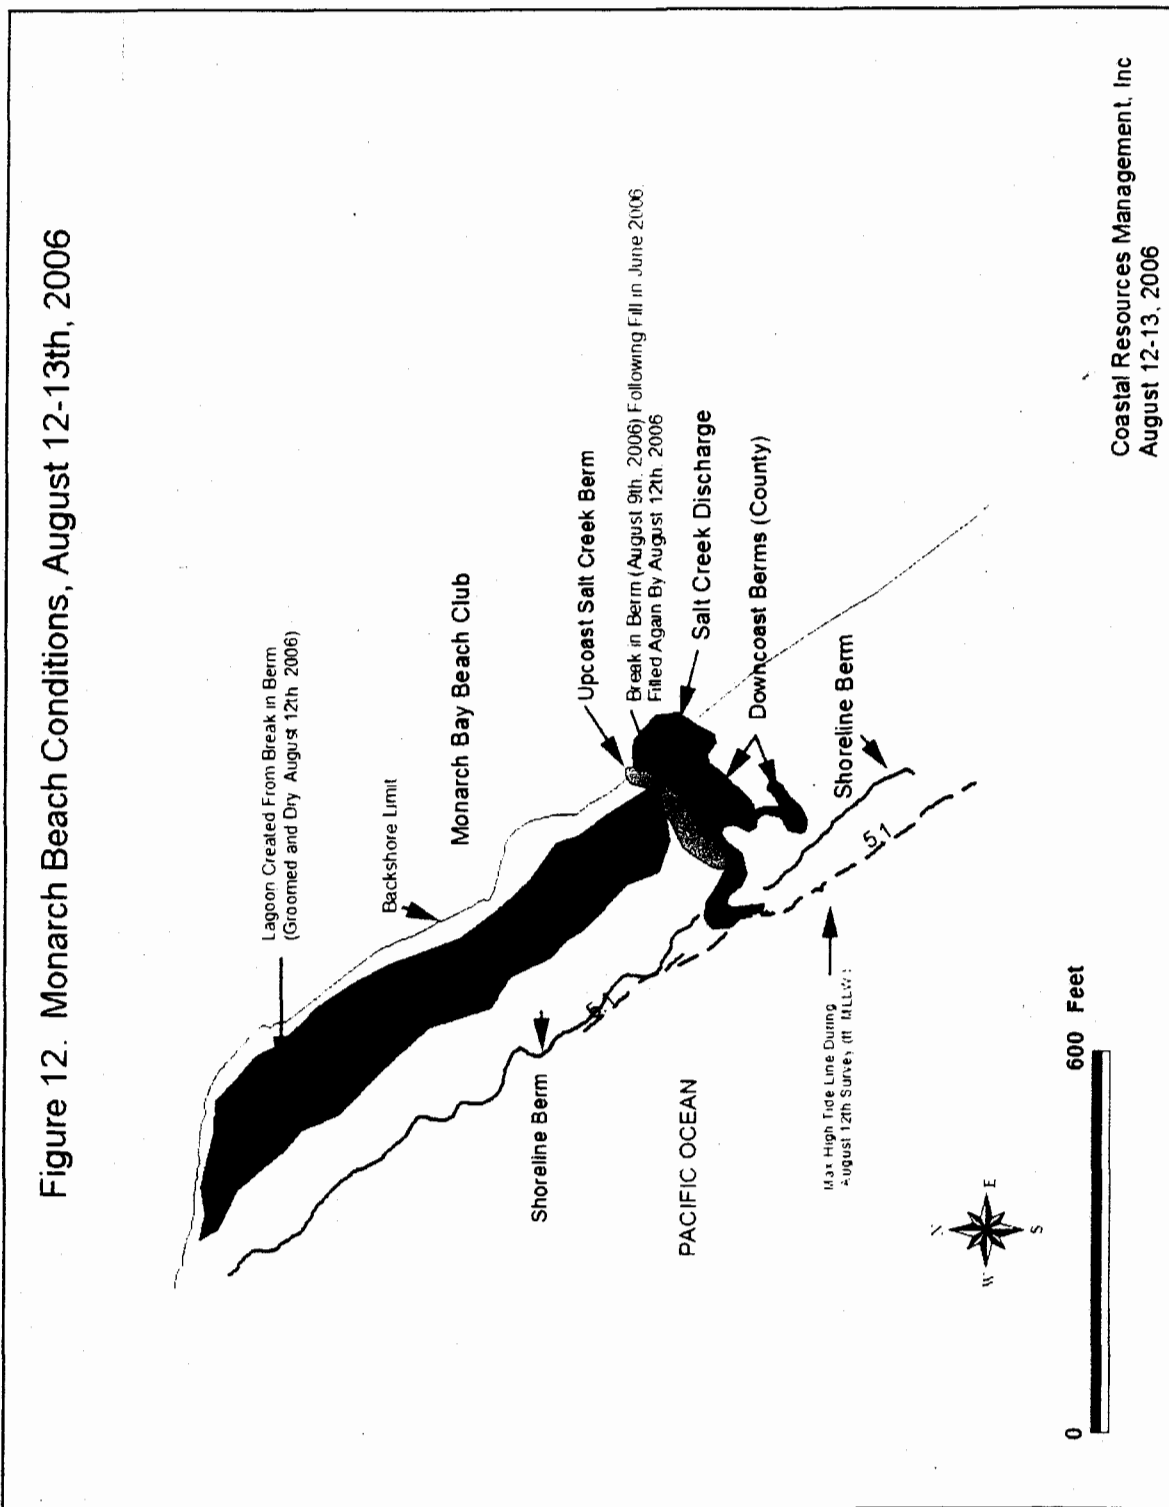 Figure 12. Monarch Beach Conditions, August 12-13th, 2006
Lagoon Created From Break in Berm
(Groomed and Dry August 12th 2006)
Backshore Limit
Monarch Bay Beach Club
Upcoast Salt Creek Berm
Break in Berm (August 9th, 2006) Following Fill in June 2006.
Filled Again By August 12th, 2006
Salt Creek Discharge
Downcoast Berms (County)
Shoreline Berm
5.1
5.1
Shoreline Berm
PACIFIC OCEAN
Max High Tide Line During
August 12th Survey (ft MLLW)
N
W
E
S
0
600 Feet
Coastal Resources Management, Inc
August 12-13, 2006